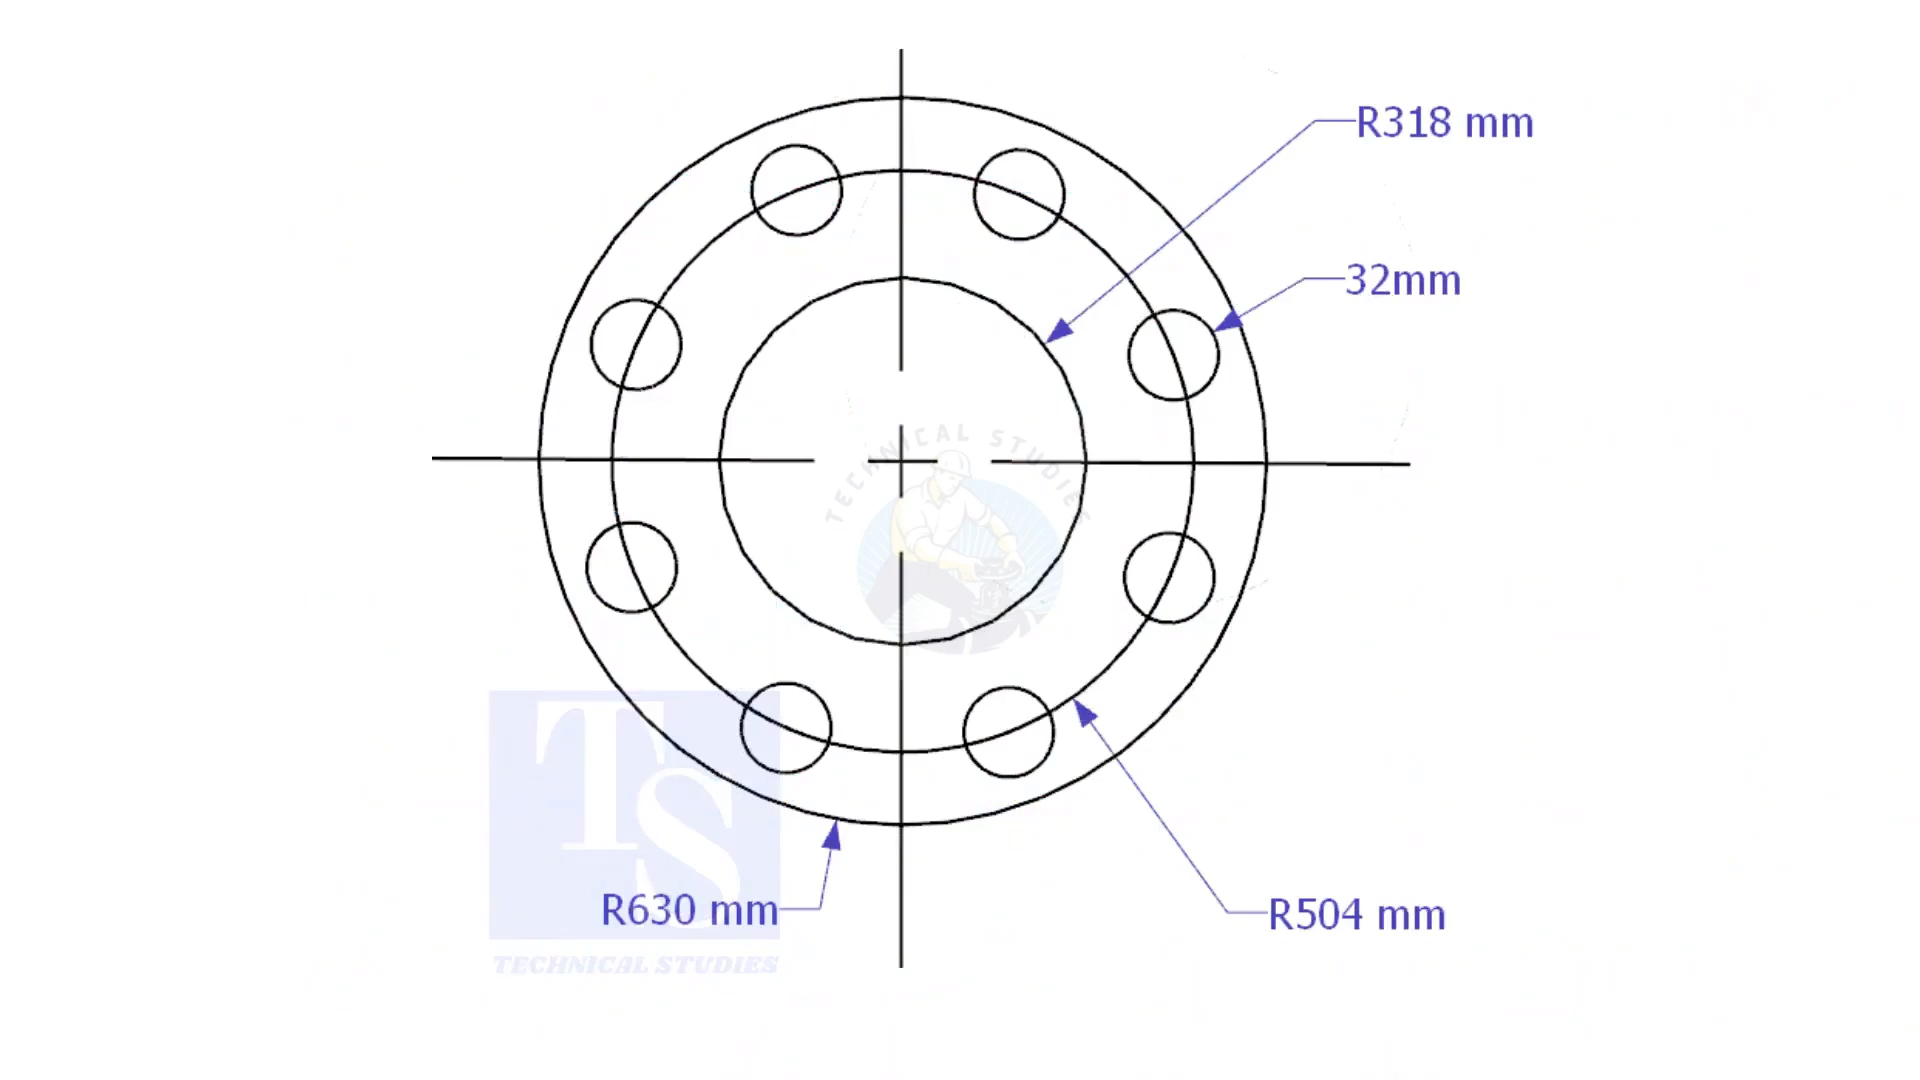 R318 mm
32mm
TECHNICAL STUDIES
TS
R630 mm
R504 mm
TECHNICAL STUDIES